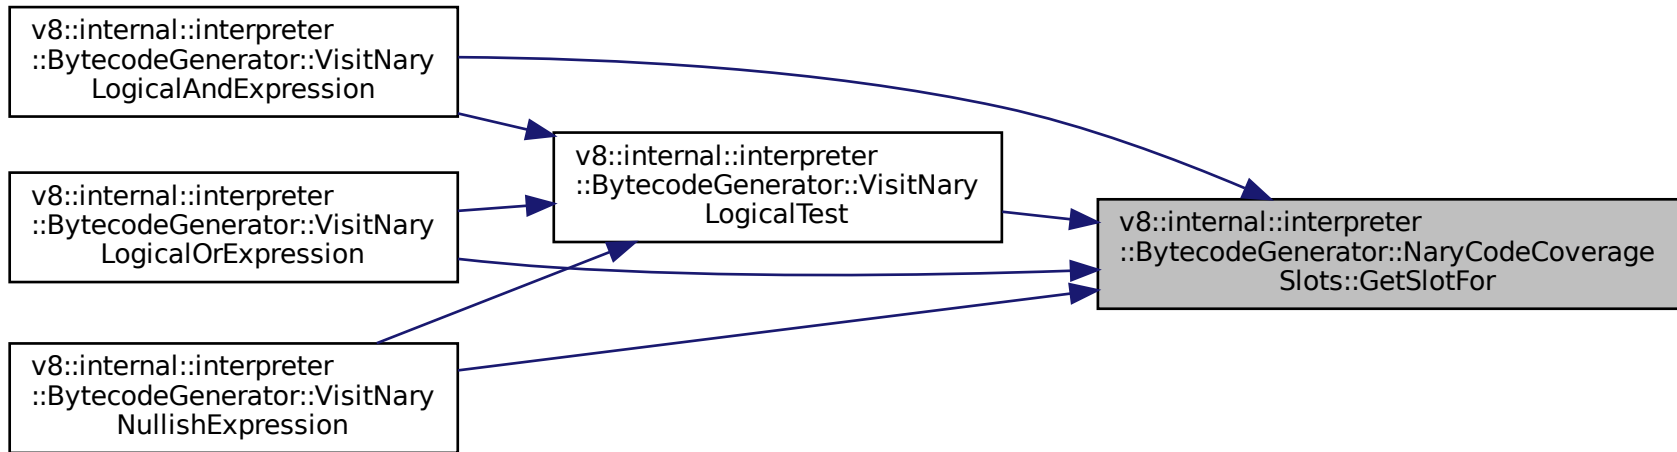 v8::internal::interpreter
::BytecodeGenerator::VisitNary
LogicalAndExpression
v8::internal::interpreter
::BytecodeGenerator::VisitNary
LogicalOrExpression
v8::internal::interpreter
::BytecodeGenerator::VisitNary
NullishExpression
v8::internal::interpreter
::BytecodeGenerator::VisitNary
LogicalTest
v8::internal::interpreter
::BytecodeGenerator::NaryCodeCoverage
Slots::GetSlotFor